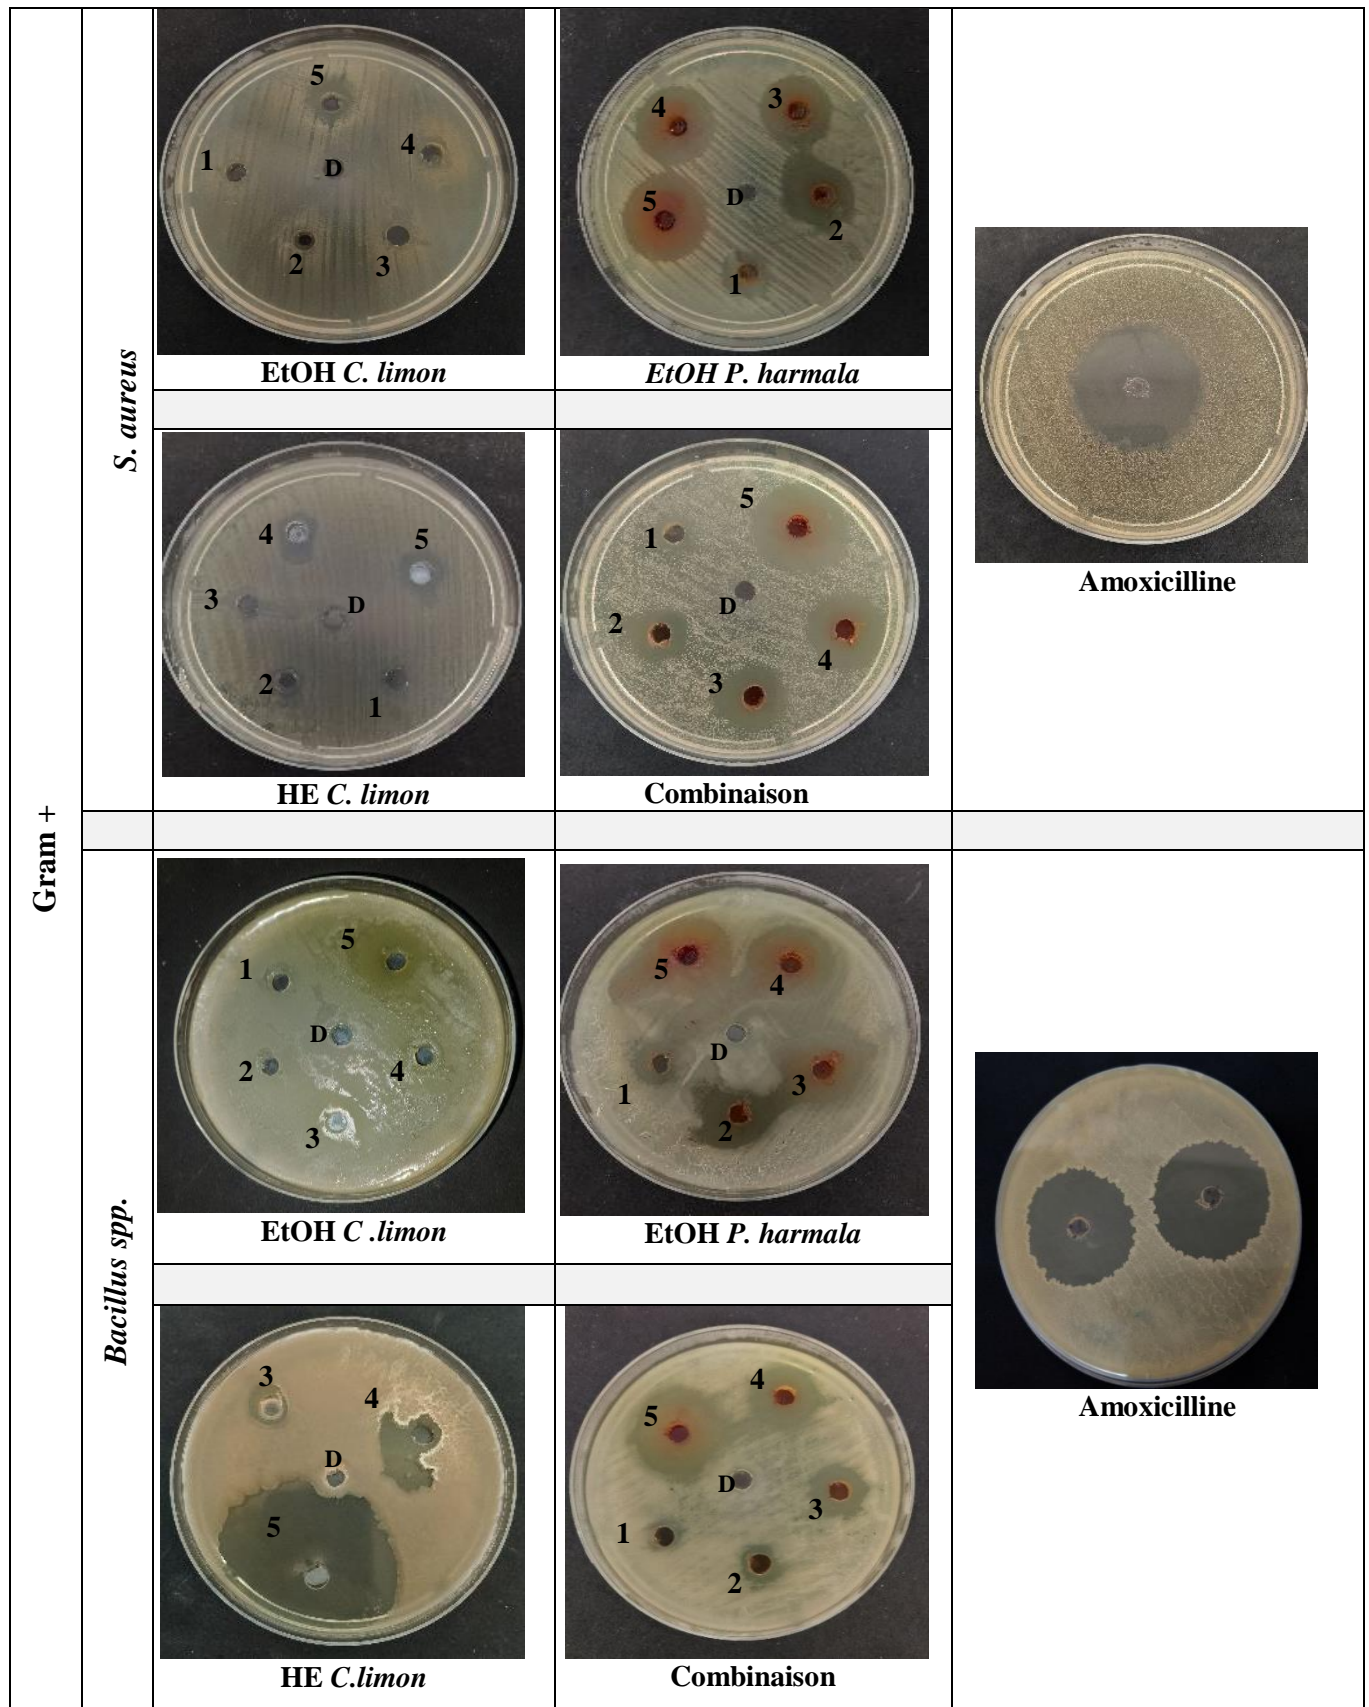 Gram +
S. aureus
5
1
4
D
2
3
EtOH C. limon
4
3
5
D
2
1
EtOH P. harmala
4
5
3
D
2
1
HE C. limon
5
1
D
2
4
3
Combinaison
Amoxicilline
Bacillus spp.
5
1
D
2
4
3
EtOH C .limon
5
4
D
3
1
2
EtOH P. harmala
3
4
D
5
HE C.limon
4
5
D
3
1
2
Combinaison
Amoxicilline